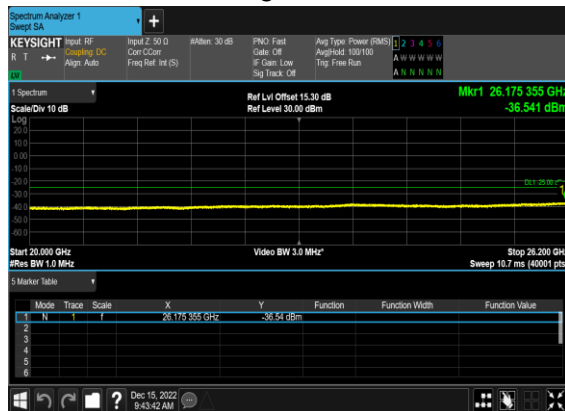 Spectrum Analyzer 1
Swept SA
+
KEYSIGHT Input: RF Input Z: 50 Ω #Atten: 30 dB PNO: Fast Avg Type: Power (RMS) 1 2 3 4 5 6
R T Coupling: DC Corr CCorr Gate: Off Avg|Hold: 100/100 A W W W W W
Align: Auto Freq Ref: Int (S) IF Gain: Low Trig: Free Run
Sig Track: Off A N N N N N
1 Spectrum Ref Lvl Offset 15.30 dB Mkr1 26.175 355 GHz
Scale/Div 10 dB Ref Level 30.00 dBm -36.541 dBm
Log
20.0
10.0
0.00
-10.0
-20.0
DL1 -25.00
-30.0
-40.0
-50.0
-60.0
Start 20.000 GHz Video BW 3.0 MHz* Stop 26.200 GHz
#Res BW 1.0 MHz Sweep 10.7 ms (40001 pts
5 Marker Table
Mode Trace Scale X Y Function Function Width Function Value
1 N 1 f 26.175 355 GHz -36.54 dBm
2
3
4
5
6
? Dec 15, 2022
9:43:42 AM